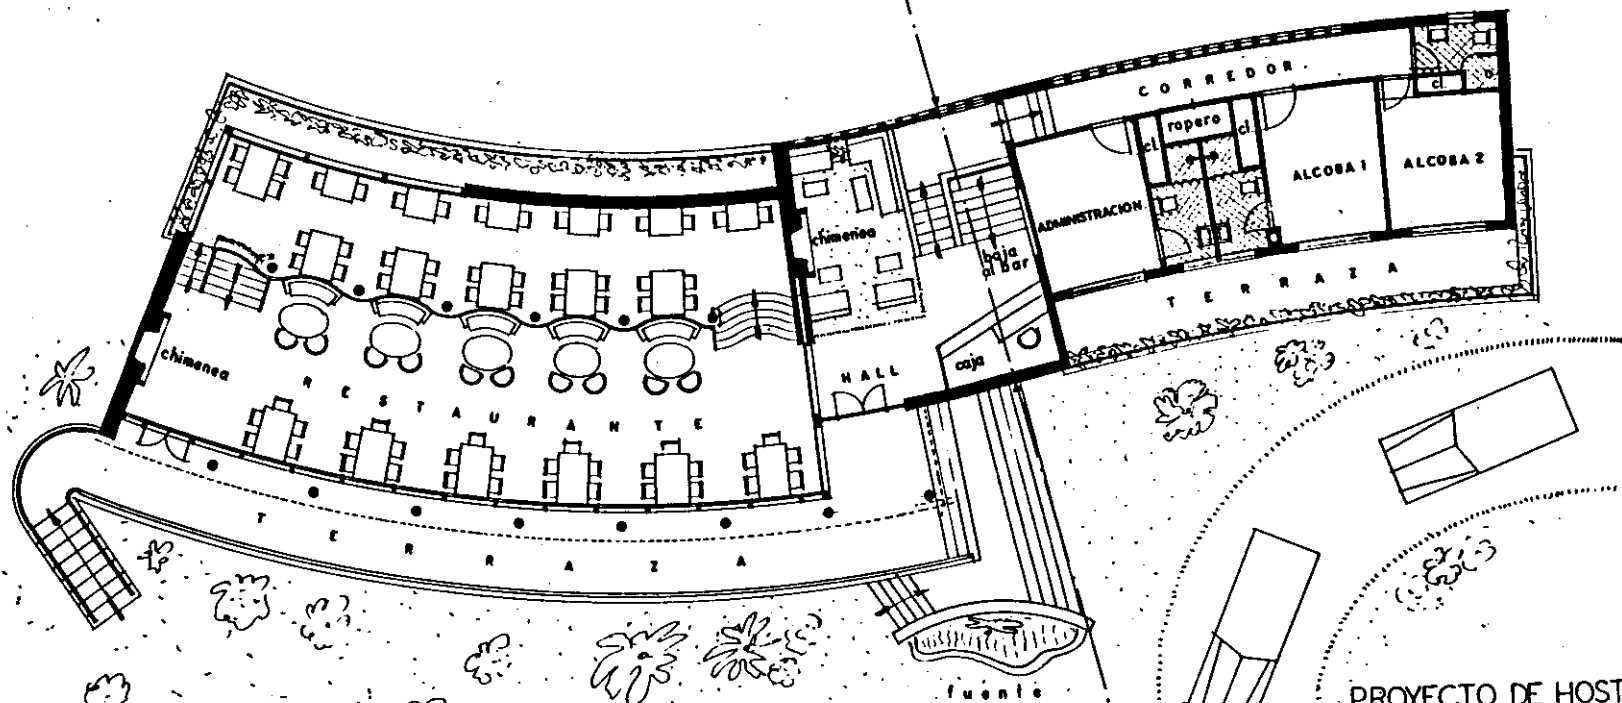 CORREDOR.
cl.
ropero
cl.
cl.
ALCOBA 1
ALCOBA 2
ADMINISTRACION
chimenea
baja
al bar
TERRAZA
chimenea
caja
HALL
RESTAURANTE
TERRAZA
fuente
PROYECTO DE HOST